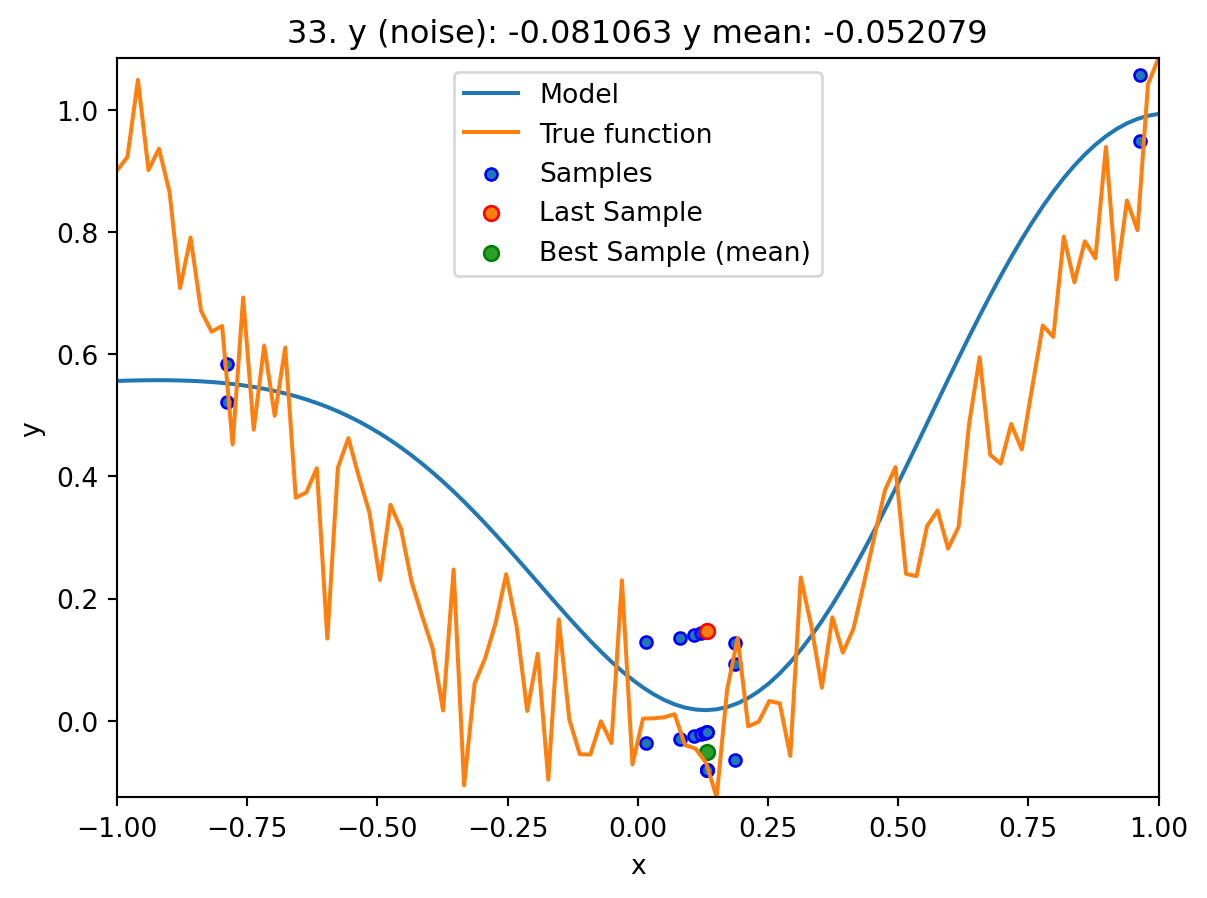 33. y (noise): -0.081063 y mean: -0.052079
Model
True function
Samples
Last Sample
Best Sample (mean)
1.0
0.8
0.6
0.4
0.2
0.0
y
−1.00 −0.75 −0.50 −0.25 0.00 0.25 0.50 0.75 1.00
x